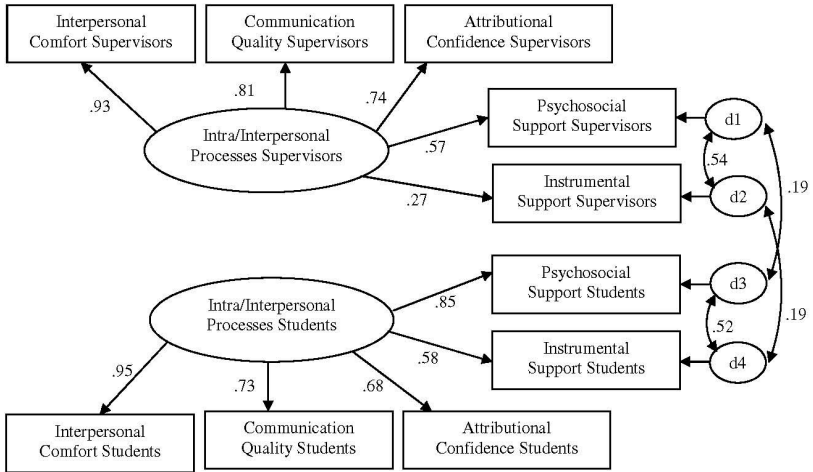 Interpersonal
Comfort Supervisors
Communication
Quality Supervisors
Attributional
Confidence Supervisors
.93
.81
.74
Intra/Interpersonal
Processes Supervisors
.57
.27
Psychosocial
Support Supervisors
d1
.54
Instrumental
Support Supervisors
d2
.19
Intra/Interpersonal
Processes Students
.85
.58
Psychosocial
Support Students
d3
.52
.19
Instrumental
Support Students
d4
.95
.73
.68
Interpersonal
Comfort Students
Communication
Quality Students
Attributional
Confidence Students